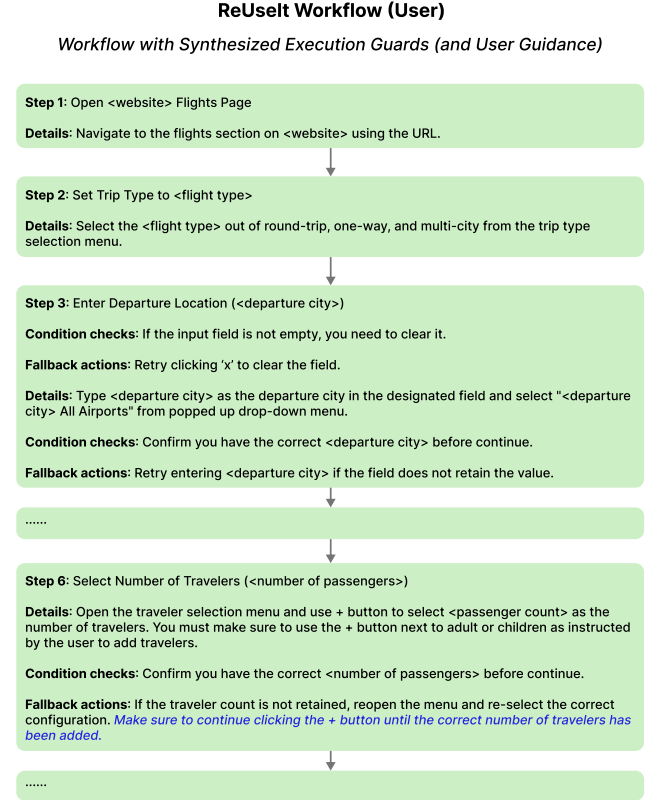 ReUseIt Workflow (User)
Workflow with Synthesized Execution Guards (and User Guidance)
Step 1: Open <website> Flights Page
Details: Navigate to the flights section on <website> using the URL.
Step 2: Set Trip Type to <flight type>
Details: Select the <flight type> out of round-trip, one-way, and multi-city from the trip type
selection menu.
Step 3: Enter Departure Location (<departure city>)
Condition checks: If the input field is not empty, you need to clear it.
Fallback actions: Retry clicking ‘x’ to clear the field.
Details: Type <departure city> as the departure city in the designated field and select "<departure
city> All Airports" from popped up drop-down menu.
Condition checks: Confirm you have the correct <departure city> before continue.
Fallback actions: Retry entering <departure city> if the field does not retain the value.
......
Step 6: Select Number of Travelers (<number of passengers>)
Details: Open the traveler selection menu and use + button to select <passenger count> as the
number of travelers. You must make sure to use the + button next to adult or children as instructed
by the user to add travelers.
Condition checks: Confirm you have the correct <number of passengers> before continue.
Fallback actions: If the traveler count is not retained, reopen the menu and re-select the correct
configuration. Make sure to continue clicking the + button until the correct number of travelers has
been added.
......